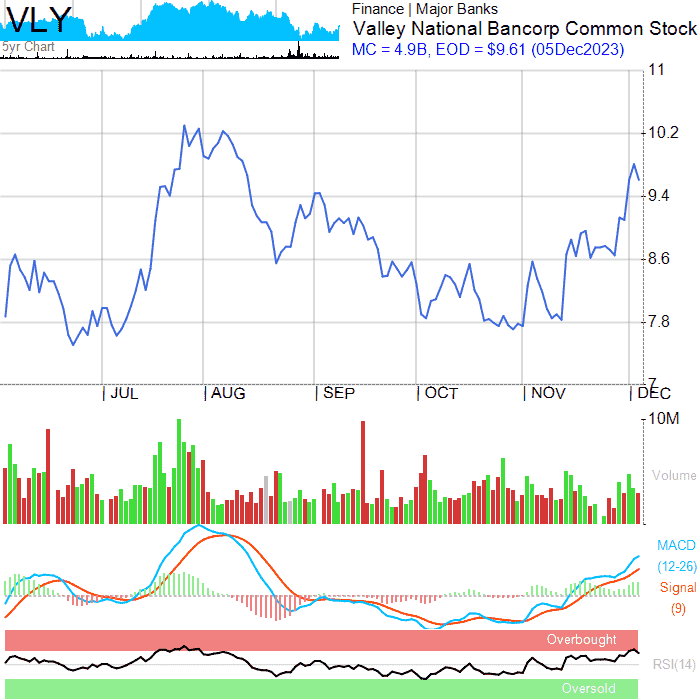 VLY
5yr Chart
Finance | Major Banks
Valley National Bancorp Common Stock
MC = 4.9B, EOD = $9.61 (05Dec2023)
11
10.2
9.4
8.6
7.8
7
| JUL | AUG | SEP | OCT | NOV | DEC
10M
Volume
MACD
(12-26)
Signal
(9)
Overbought
RSI(14)
Oversold